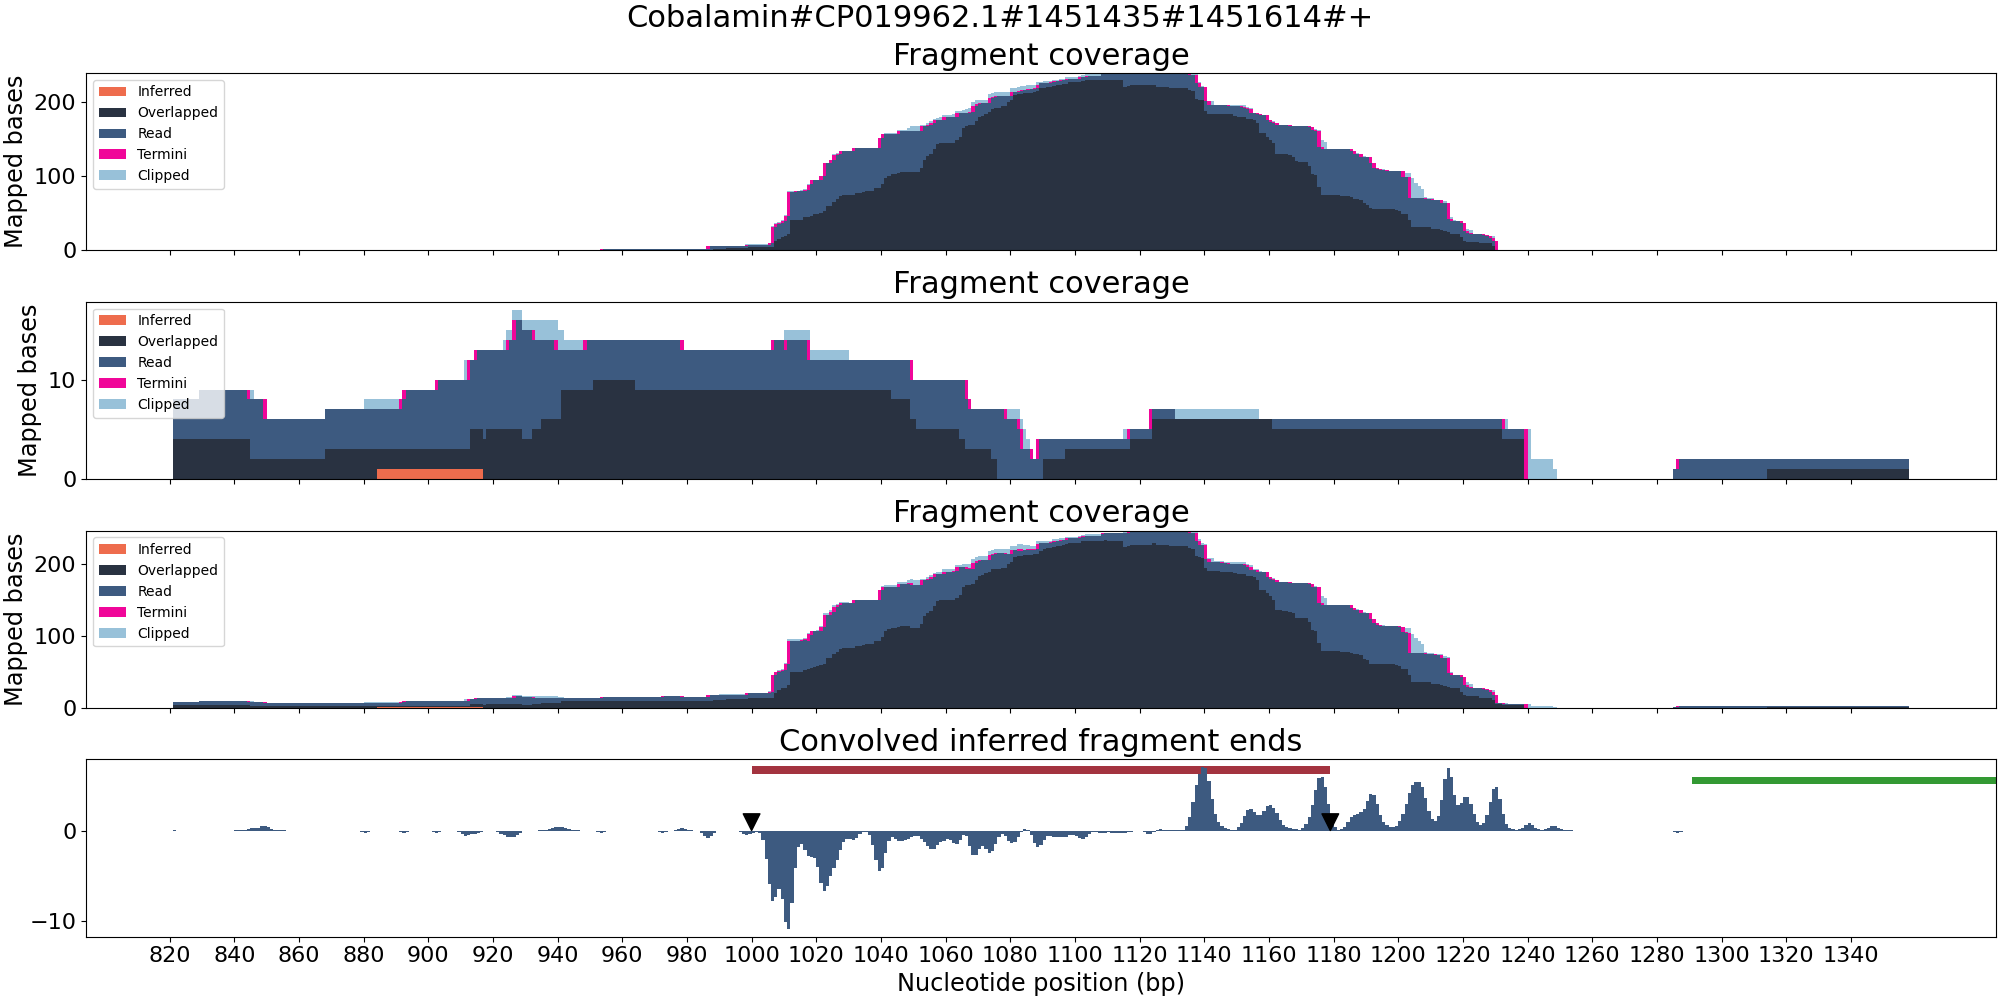 Cobalamin#CP019962.1#1451435#1451614#+
Fragment coverage
Mapped bases
200
100
0
Inferred
Overlapped
Read
Termini
Clipped
Fragment coverage
Mapped bases
10
0
Inferred
Overlapped
Read
Termini
Clipped
Fragment coverage
Mapped bases
200
100
0
Inferred
Overlapped
Read
Termini
Clipped
Convolved inferred fragment ends
0
−10
820 840 860 880 900 920 940 960 980 1000 1020 1040 1060 1080 1100 1120 1140 1160 1180 1200 1220 1240 1260 1280 1300 1320 1340
Nucleotide position (bp)